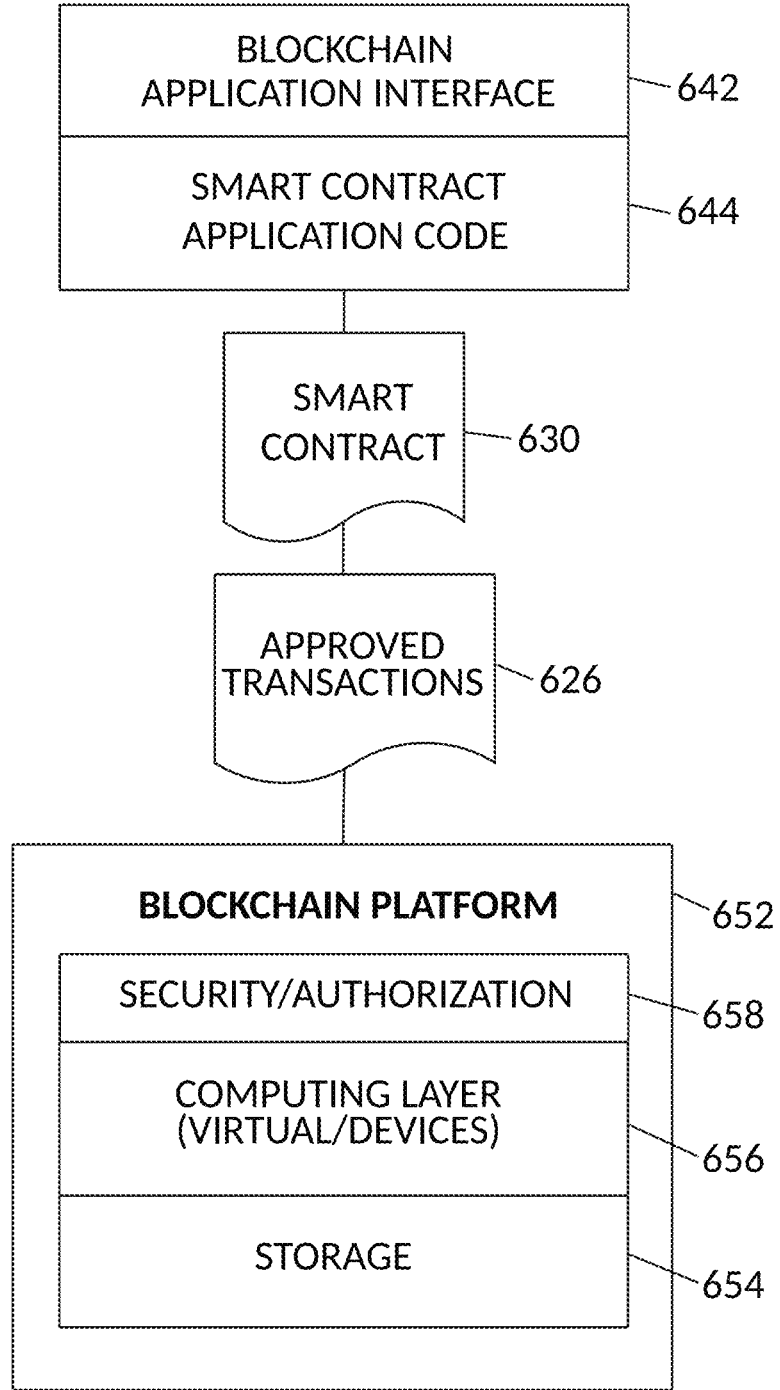 BLOCKCHAIN
APPLICATION INTERFACE
642
SMART CONTRACT
APPLICATION CODE
644
SMART
CONTRACT
630
APPROVED
TRANSACTIONS
626
BLOCKCHAIN PLATFORM
652
SECURITY/AUTHORIZATION
658
COMPUTING LAYER
(VIRTUAL/DEVICES)
656
STORAGE
654